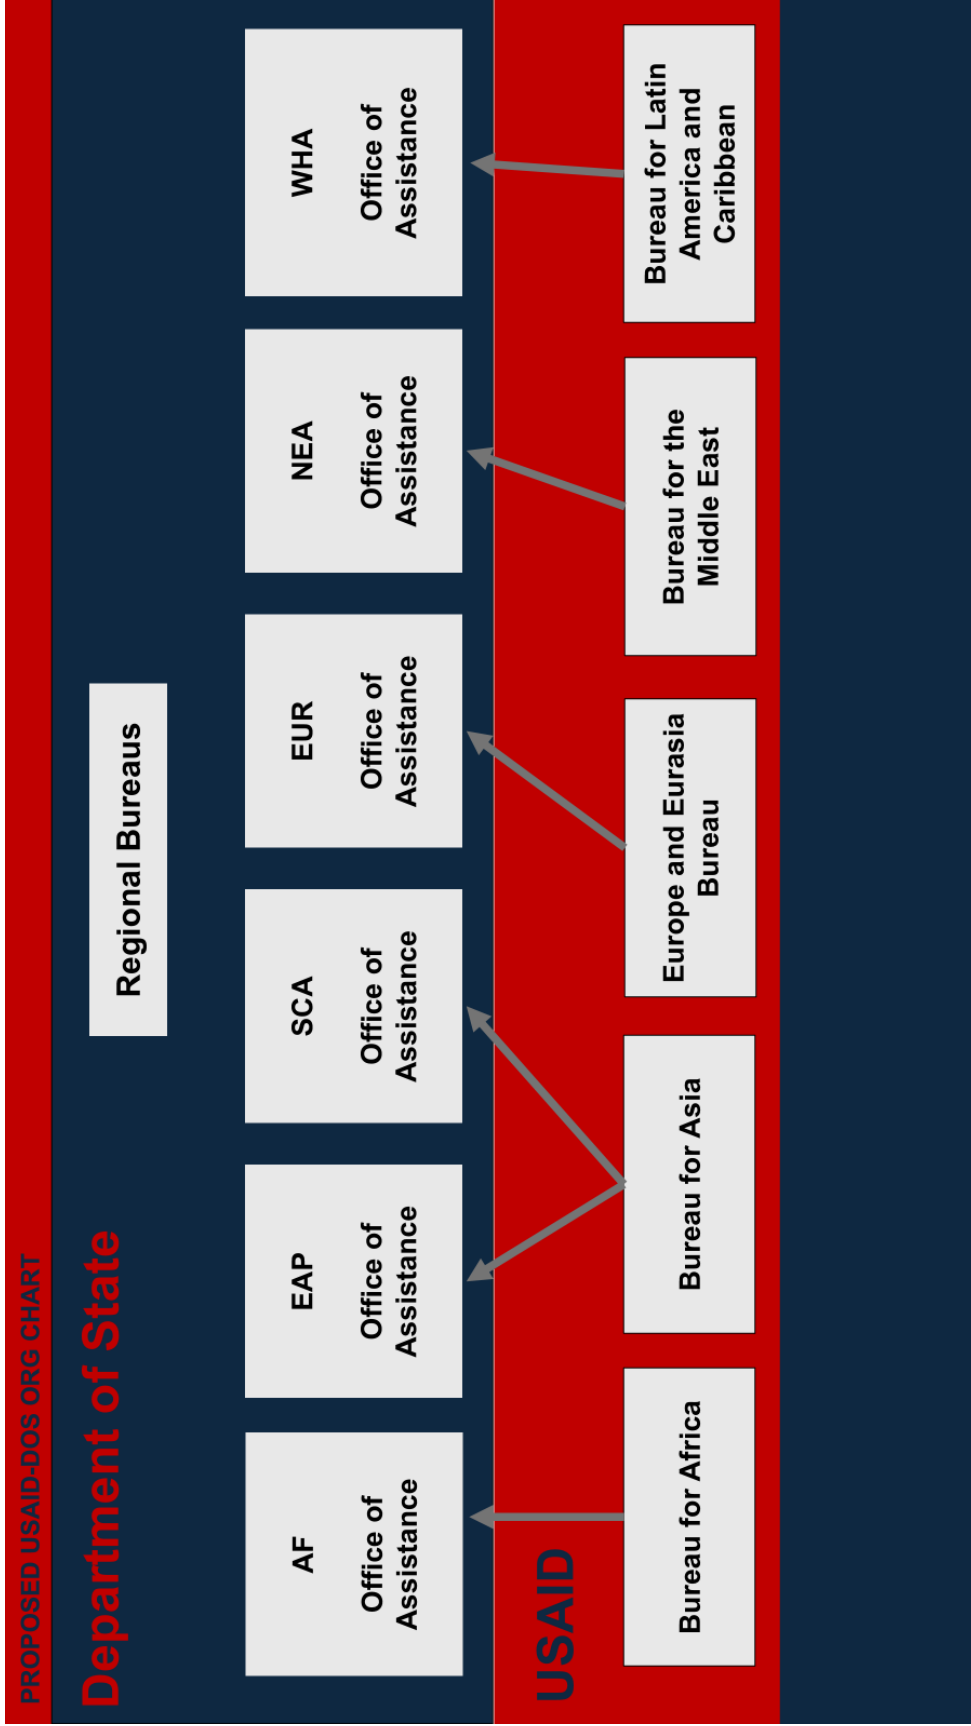 PROPOSED USAID-DOS ORG CHART
Department of State
Regional Bureaus
AF
Office of
Assistance
EAP
Office of
Assistance
SCA
Office of
Assistance
EUR
Office of
Assistance
NEA
Office of
Assistance
WHA
Office of
Assistance
USAID
Bureau for Africa
Bureau for Asia
Europe and Eurasia
Bureau
Bureau for the
Middle East
Bureau for Latin
America and
Caribbean